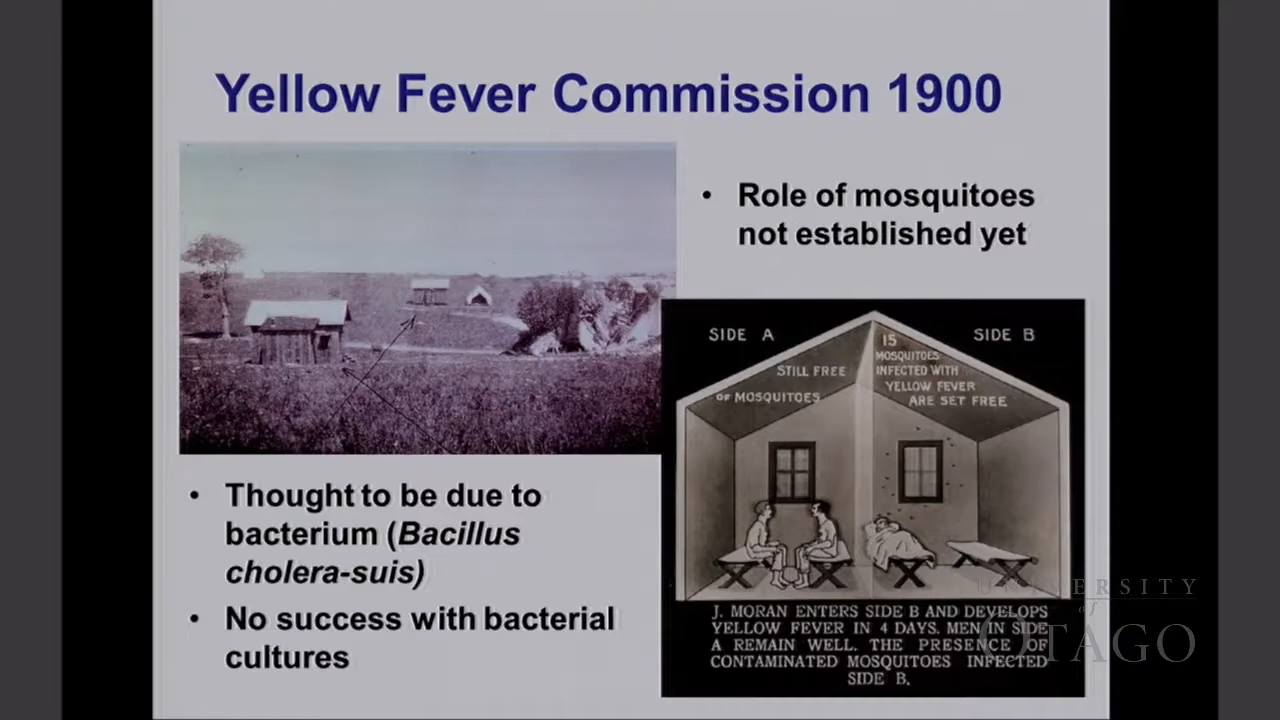 Yellow Fever Commission 1900
• Role of mosquitoes
not established yet
SIDE A
SIDE B
STILL FREE
OF MOSQUITOES
15
MOSQUITOES
INFECTED WITH
YELLOW FEVER
ARE SET FREE
• Thought to be due to
bacterium (Bacillus
cholera-suis)
• No success with bacterial
cultures
J. MORAN ENTERS SIDE B AND DEVELOPS
YELLOW FEVER IN 4 DAYS. MEN IN SIDE
A REMAIN WELL. THE PRESENCE OF
CONTAMINATED MOSQUITOES INFECTED
SIDE B.
UNIVERSITY
of
OTAGO